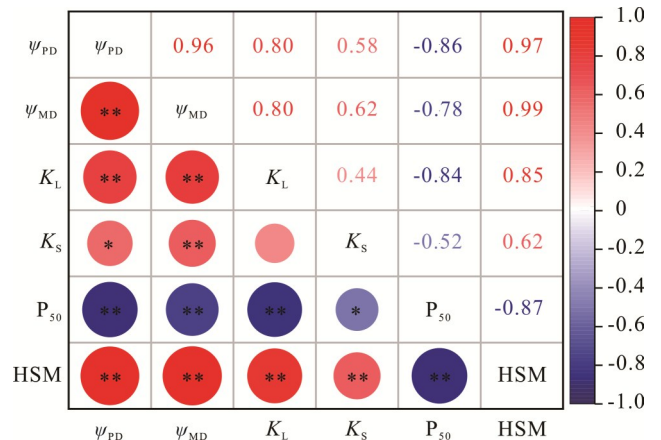 ψPD ψPD 0.96 0.80 0.58 -0.86 0.97
ψMD ** ψMD 0.80 0.62 -0.78 0.99
KL ** ** KL 0.44 -0.84 0.85
KS * ** KS -0.52 0.62
P50 ** ** ** * P50 -0.87
HSM ** ** ** ** ** HSM
ψPD ψMD KL KS P50 HSM
1.0
0.8
0.6
0.4
0.2
0
-0.2
-0.4
-0.6
-0.8
-1.0